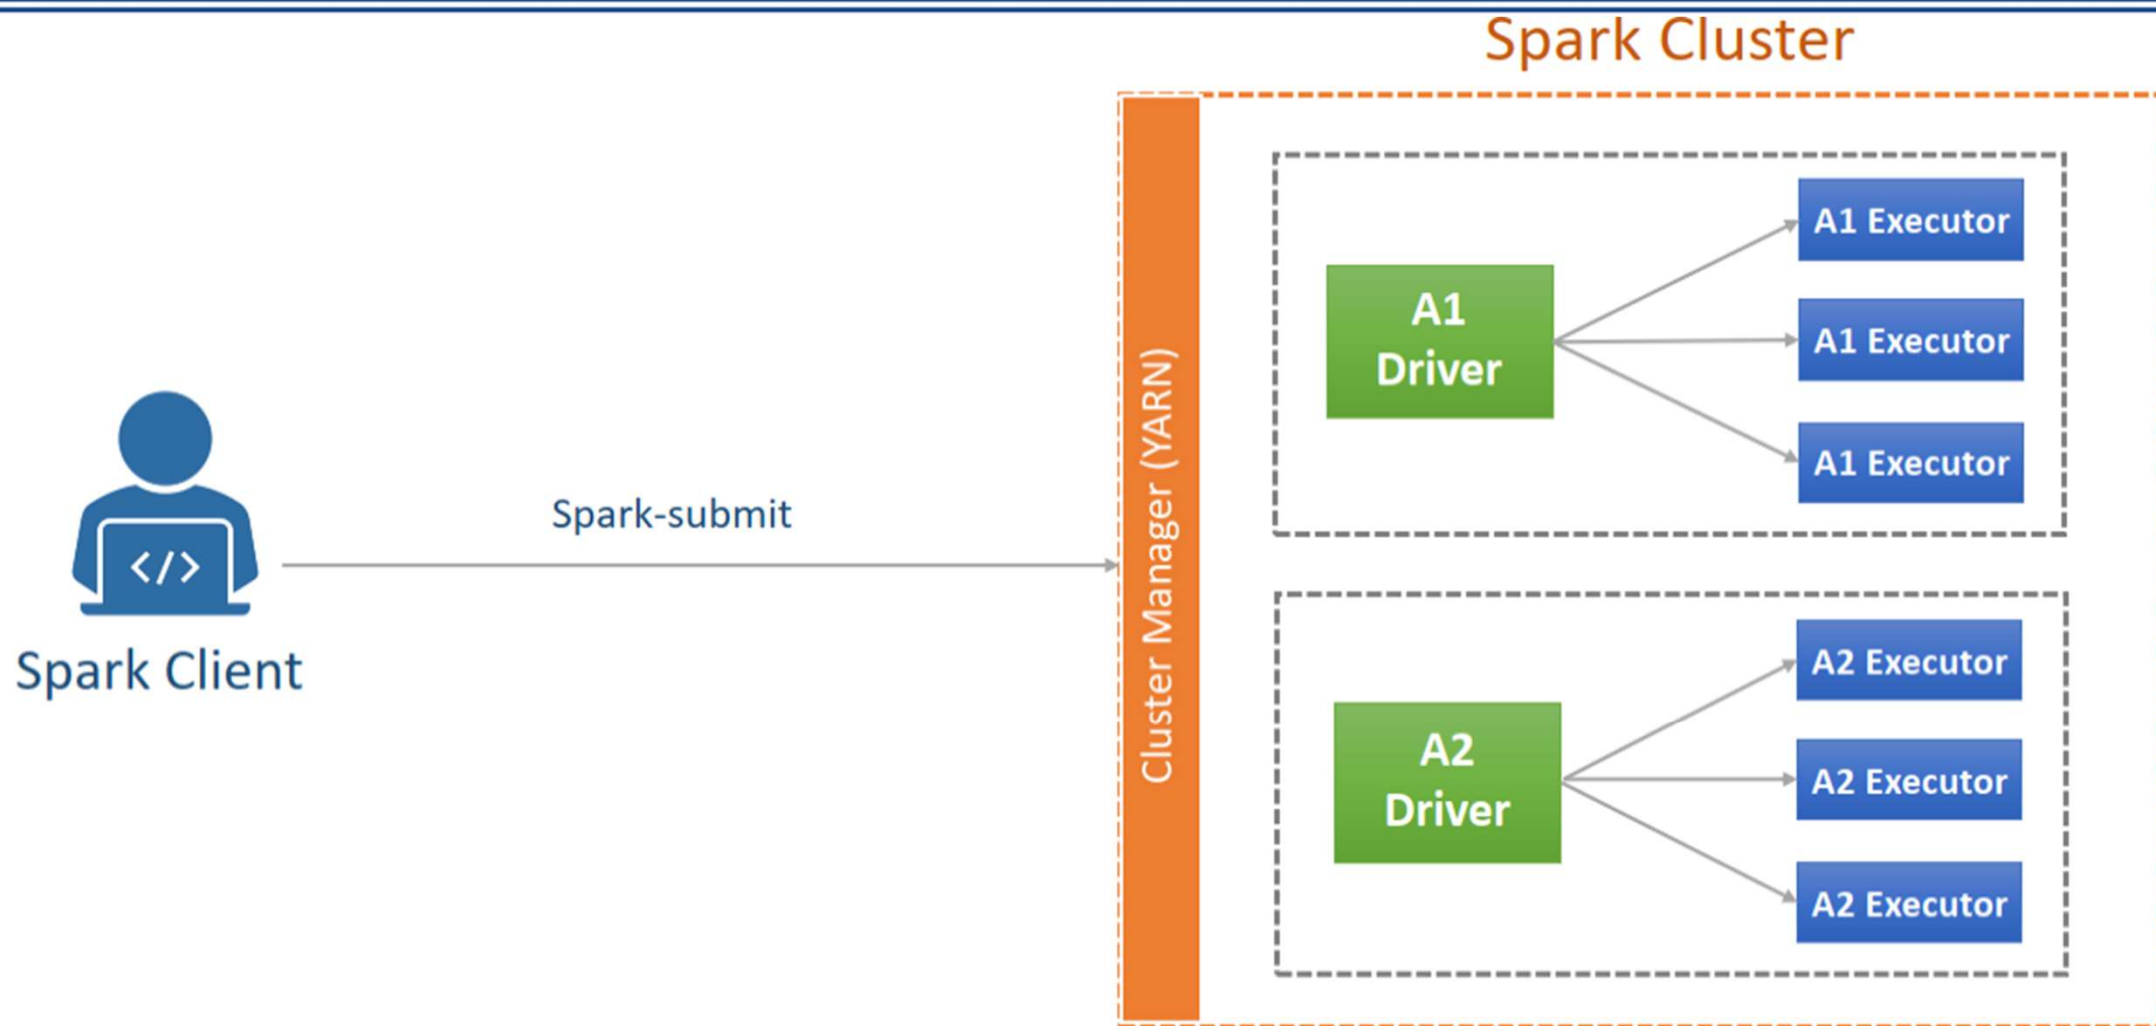 Spark Cluster
Cluster Manager (YARN)
A1
Driver
A1 Executor
A1 Executor
A1 Executor
Spark-submit
</>
Spark Client
A2
Driver
A2 Executor
A2 Executor
A2 Executor